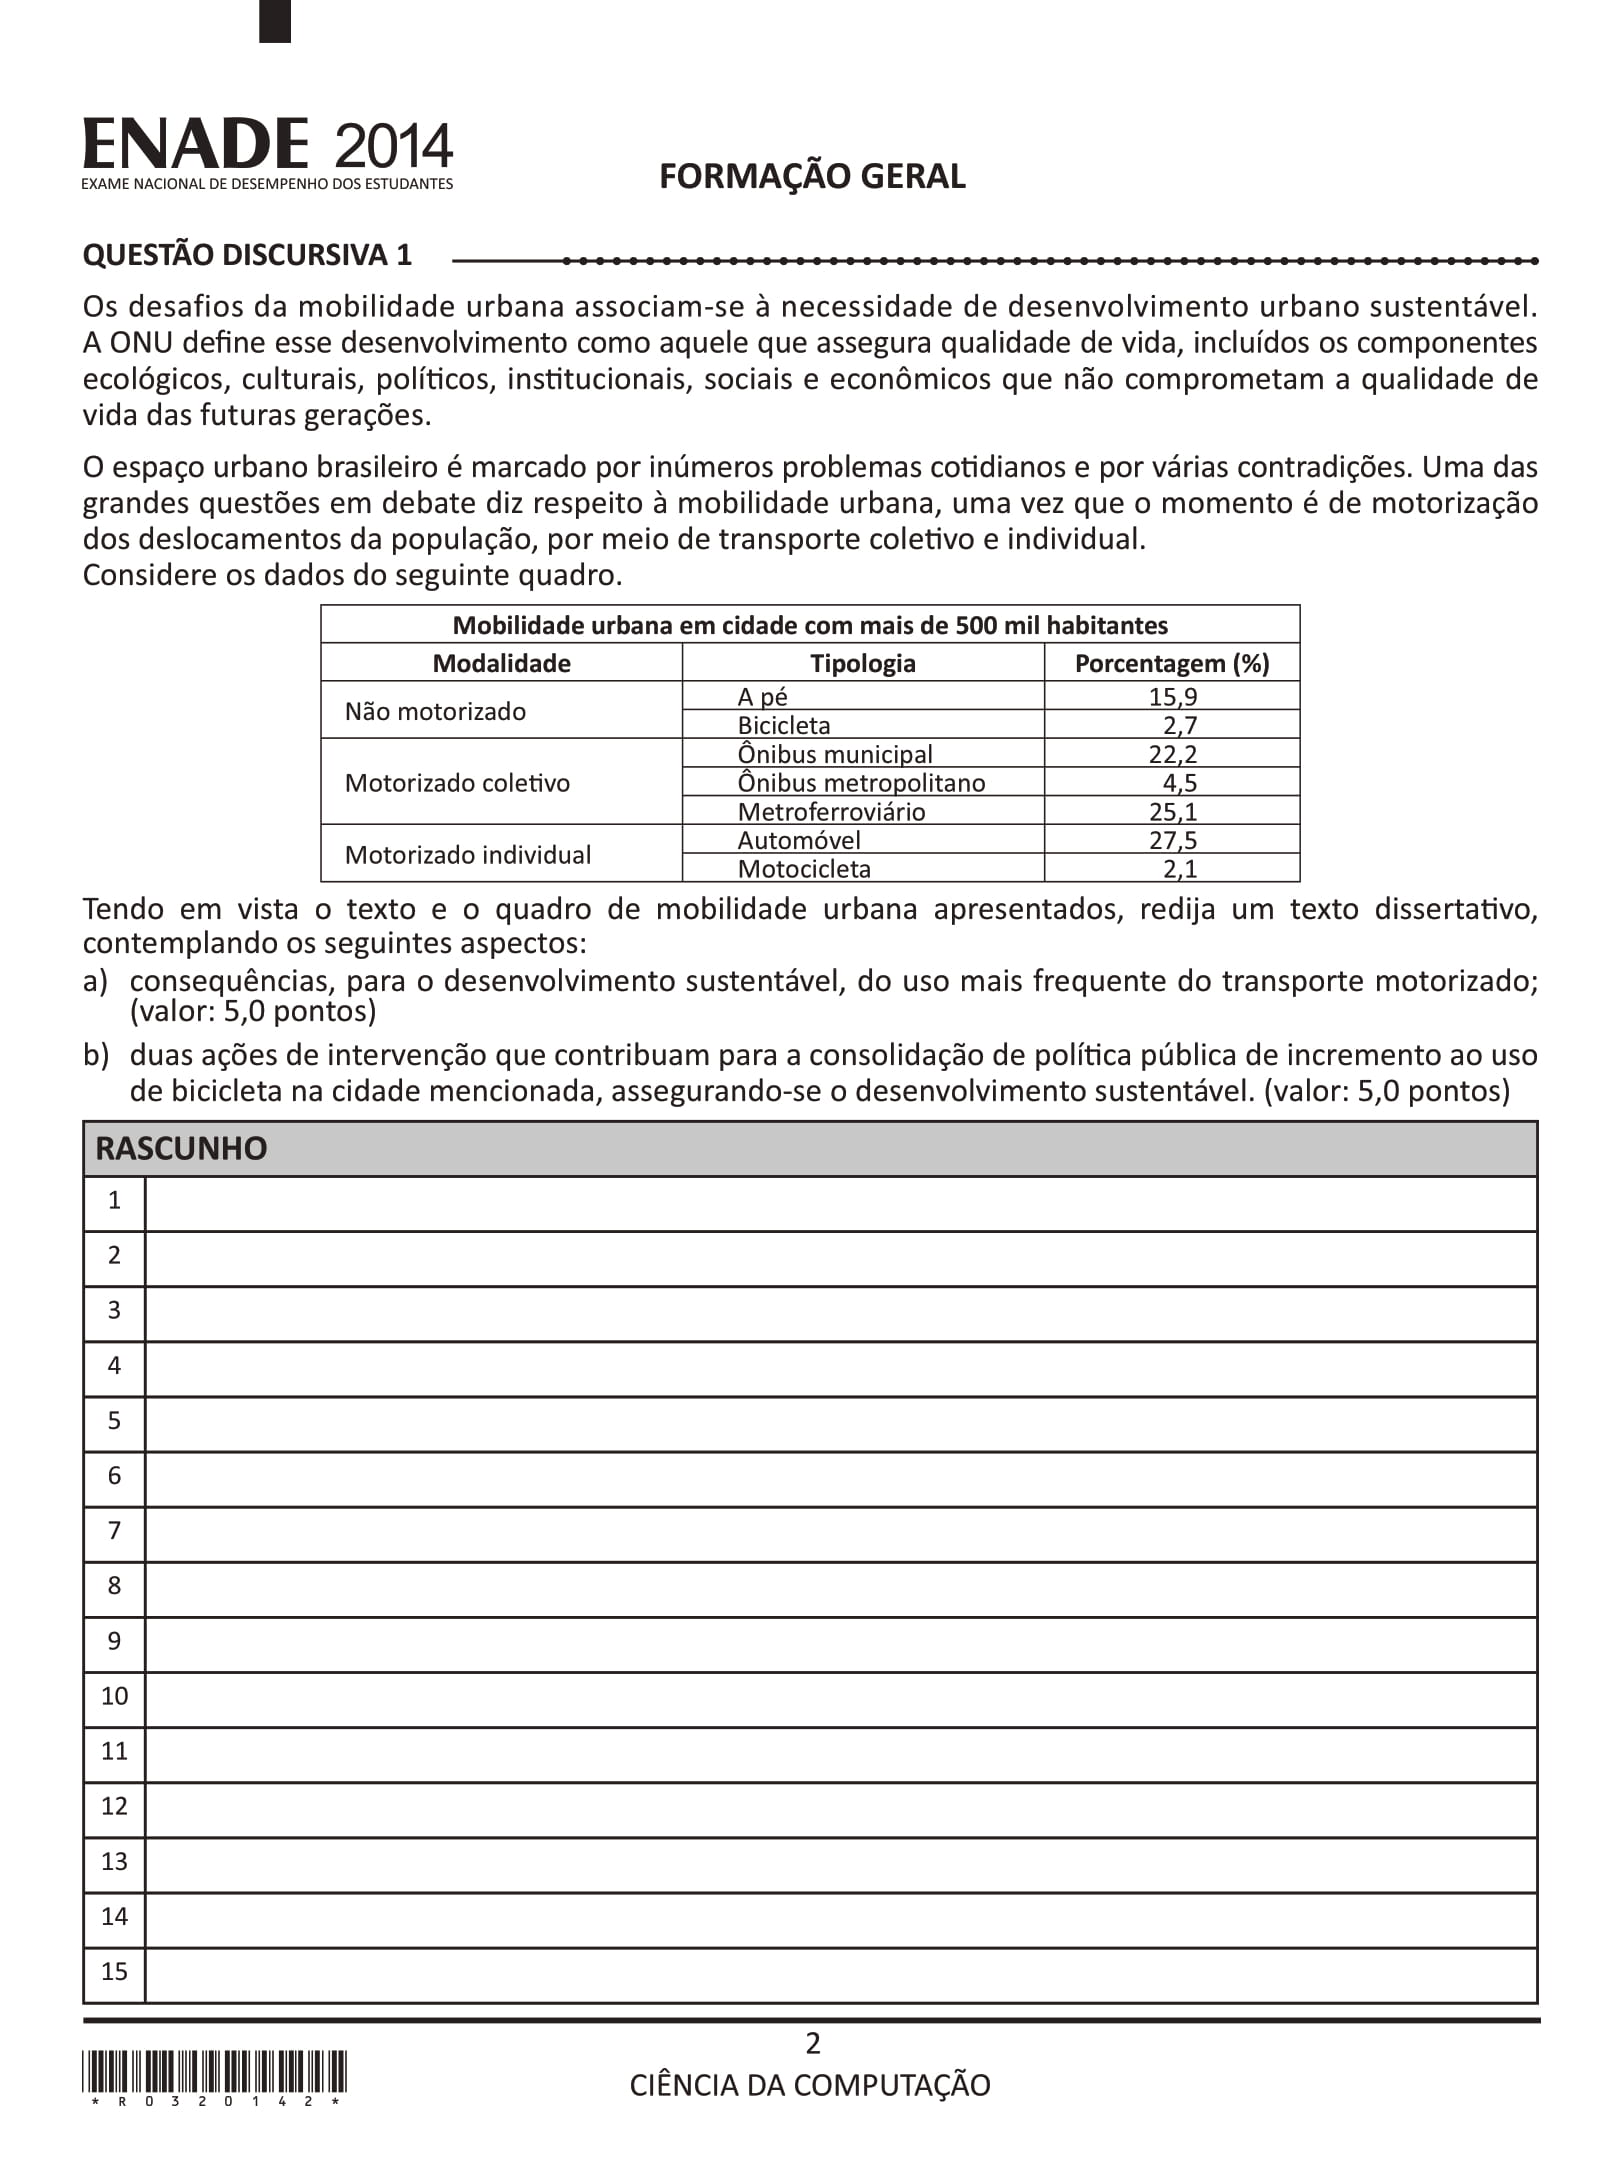 ENADE 2014
EXAME NACIONAL DE DESEMPENHO DOS ESTUDANTES
FORMAÇÃO GERAL
QUESTÃO DISCURSIVA 1
Os desafios da mobilidade urbana associam-se à necessidade de desenvolvimento urbano sustentável.
A ONU define esse desenvolvimento como aquele que assegura qualidade de vida, incluídos os componentes
ecológicos, culturais, políticos, institucionais, sociais e econômicos que não comprometam a qualidade de
vida das futuras gerações.
O espaço urbano brasileiro é marcado por inúmeros problemas cotidianos e por várias contradições. Uma das
grandes questões em debate diz respeito à mobilidade urbana, uma vez que o momento é de motorização
dos deslocamentos da população, por meio de transporte coletivo e individual.
Considere os dados do seguinte quadro.
Mobilidade urbana em cidade com mais de 500 mil habitantes
Modalidade Tipologia Porcentagem (%)
Não motorizado
A pé 15,9
Bicicleta 2,7
Motorizado coletivo
Ônibus municipal 22,2
Ônibus metropolitano 4,5
Metroferroviário 25,1
Motorizado individual
Automóvel 27,5
Motocicleta 2,1
Tendo em vista o texto e o quadro de mobilidade urbana apresentados, redija um texto dissertativo,
contemplando os seguintes aspectos:
a) consequências, para o desenvolvimento sustentável, do uso mais frequente do transporte motorizado;
(valor: 5,0 pontos)
b) duas ações de intervenção que contribuam para a consolidação de política pública de incremento ao uso
de bicicleta na cidade mencionada, assegurando-se o desenvolvimento sustentável. (valor: 5,0 pontos)
RASCUNHO
1
2
3
4
5
6
7
8
9
10
11
12
13
14
15
2
CIÊNCIA DA COMPUTAÇÃO
*R0320142*